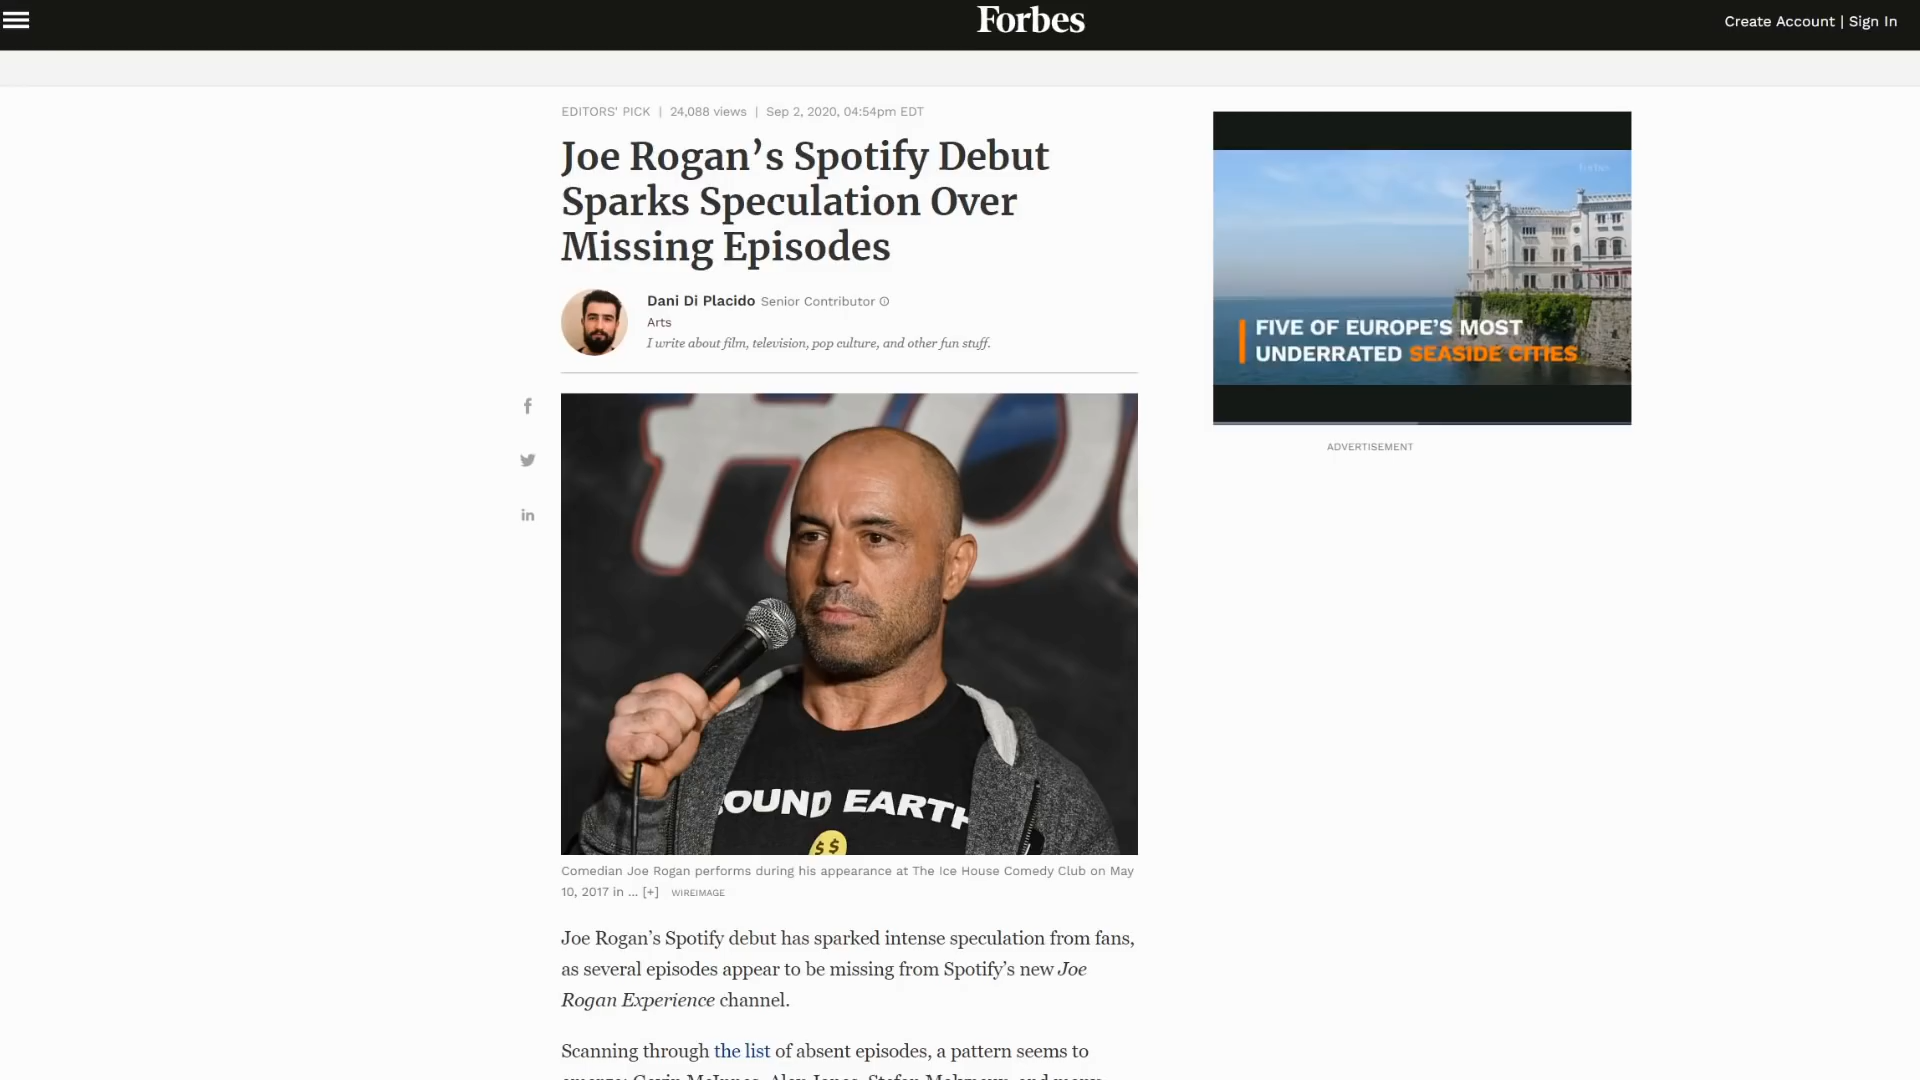 Forbes
Create Account | Sign In
EDITORS' PICK | 24,088 views | Sep 2, 2020, 04:54pm EDT
Joe Rogan’s Spotify Debut
Sparks Speculation Over
Missing Episodes
Dani Di Placido Senior Contributor
Arts
I write about film, television, pop culture, and other fun stuff.
Forbes
FIVE OF EUROPE'S MOST
UNDERRATED SEASIDE CITIES
ADVERTISEMENT
HO
OUND EARTH
$ $
Comedian Joe Rogan performs during his appearance at The Ice House Comedy Club on May
10, 2017 in ... [+] WIREIMAGE
Joe Rogan’s Spotify debut has sparked intense speculation from fans,
as several episodes appear to be missing from Spotify’s new Joe
Rogan Experience channel.
Scanning through the list of absent episodes, a pattern seems to